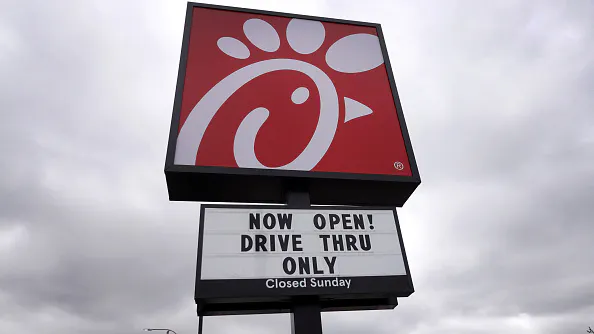 ®
NOW OPEN!
DRIVE THRU
ONLY
Closed Sunday